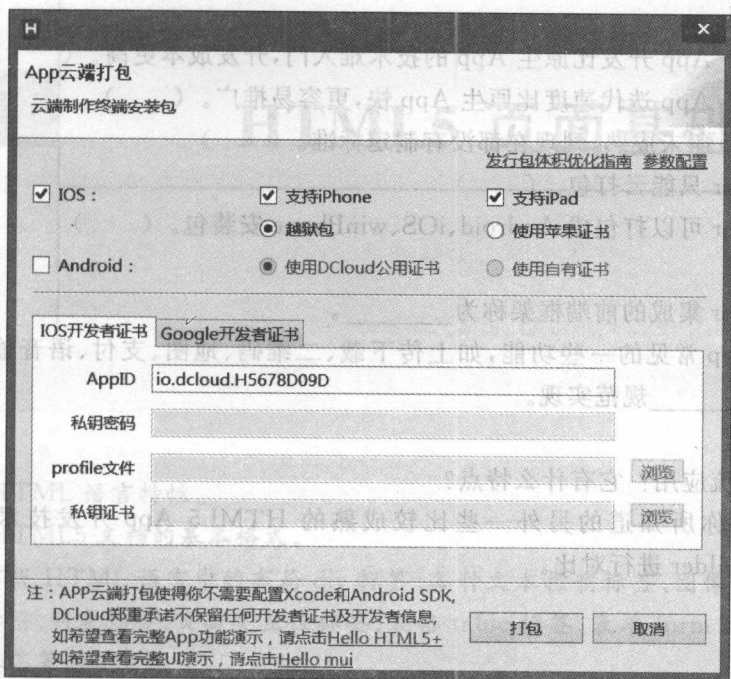 H
App云端打包
云端制作终端安装包
发行包体积优化指南 参数配置
IOS： 支持iPhone 支持iPad
越狱包 使用苹果证书
Android： 使用DCloud公用证书 使用自有证书
IOS开发者证书 Google开发者证书
AppID io.dcloud.H5678D09D
私钥密码
profile文件 浏览
私钥证书 浏览
注：APP云端打包使得你不需要配置Xcode和Android SDK,
DCloud郑重承诺不保留任何开发者证书及开发者信息,
如希望查看完整App功能演示，请点击Hello HTML5+
如希望查看完整UI演示，请点击Hello mui
打包 取消